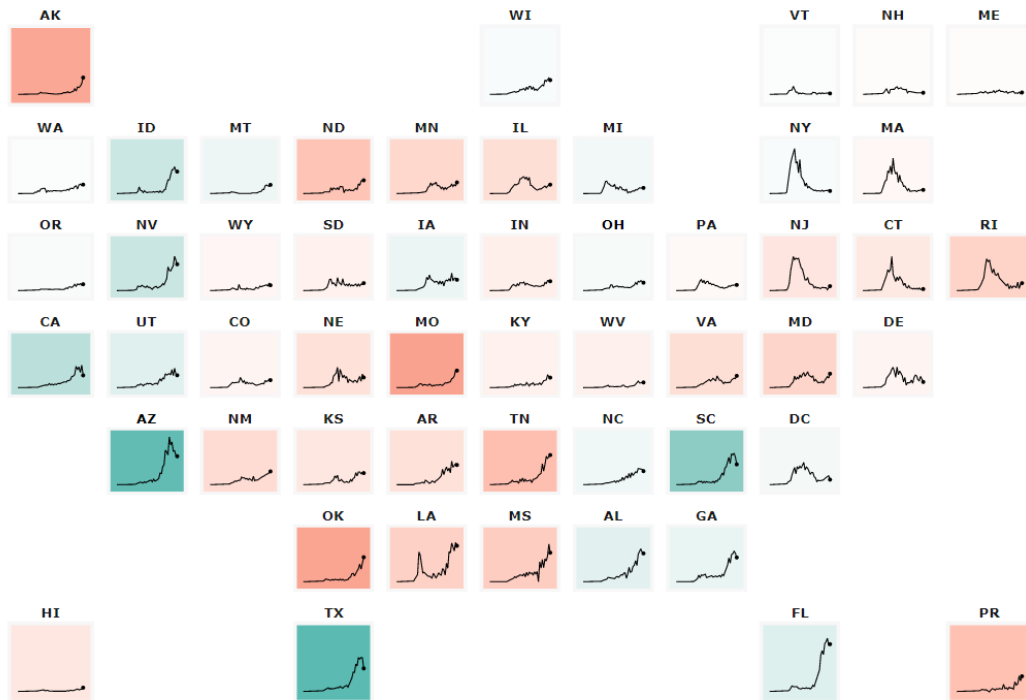 AK WI VT NH ME
WA ID MT ND MN IL MI NY MA
OR NV WY SD IA IN OH PA NJ CT RI
CA UT CO NE MO KY WV VA MD DE
AZ NM KS AR TN NC SC DC
OK LA MS AL GA
HI TX FL PR